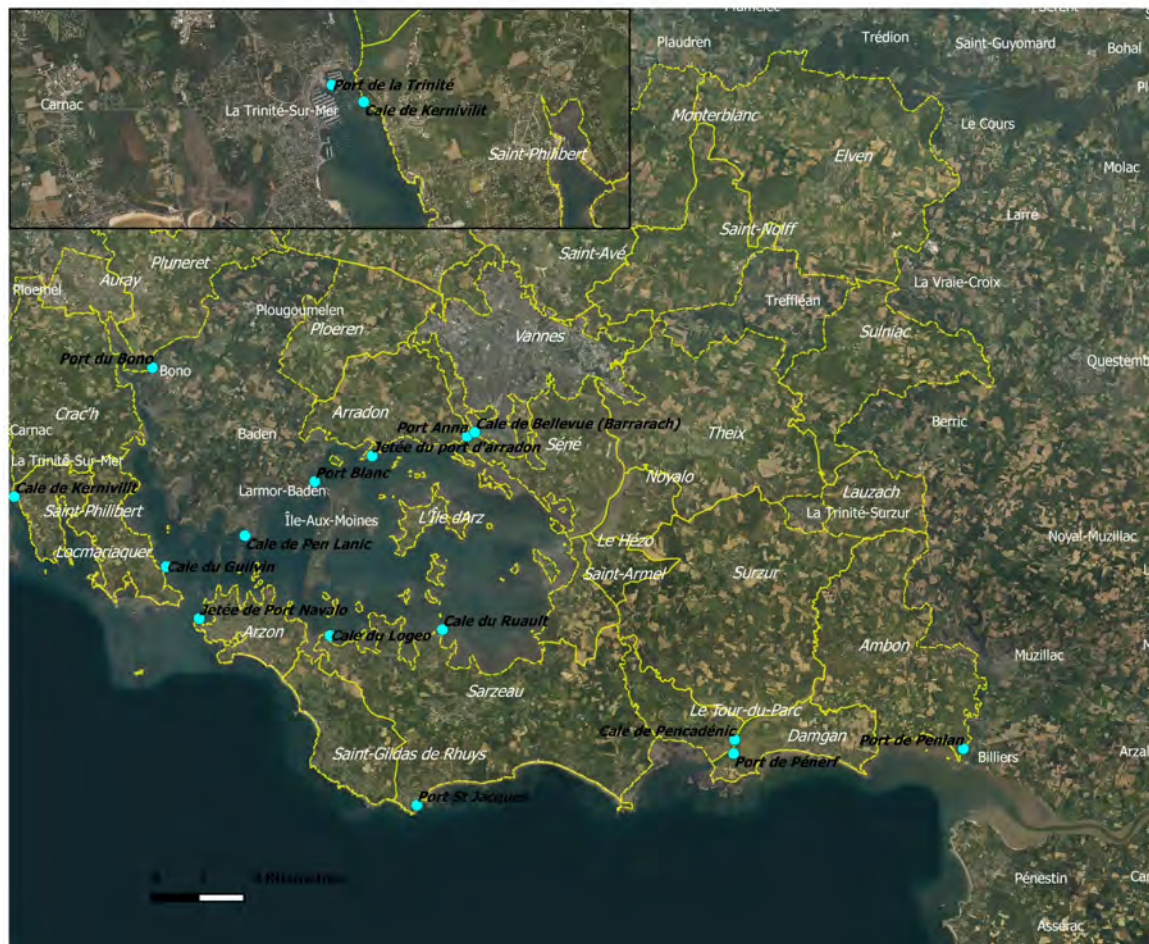 Plaudren
Trédion
Saint-Guyomard
Bohal
Port de la Trinité
Carnac
La Trinité-Sur-Mer
Cale de Kernivilit
Saint-Philibert
Monterblanc
Le Cours
Elven
Molac
Larré
Saint-Nolff
Saint-Avé
Pluneret
Auray
Ploemel
La Vraie-Croix
Treffléan
Plougoumelen
Ploeren
Vannes
Sulniac
Port du Bono
Bono
Questemb
Crac'h
Arradon
Port Anna
Cale de Bellevue (Barrarach)
Berric
Carnac
Baden
Jetée du port d'arradon
Séné
Theix
La Trinité-Sur-Mer
Port Blanc
Noyalo
Cale de Kernivilit
Larmor-Baden
Lauzach
Saint-Philibert
Île-Aux-Moines
L'Île d'Arz
La Trinité-Surzur
Locmariaquer
Cale de Pen Lanic
Le Hézo
Noyal-Muzillac
Cale du Guilvin
Saint-Armel
Surzur
Jetée de Port Navalo
Arzon
Cale du Logeo
Cale du Ruault
Ambon
Muzillac
Sarzeau
Le Tour-du-Parc
Cale de Pencadénic
Damgan
Port de Penlan
Saint-Gildas de Rhuys
Port de Pénerf
Billiers
Arzal
Port St Jacques
Pénestin
Assérac